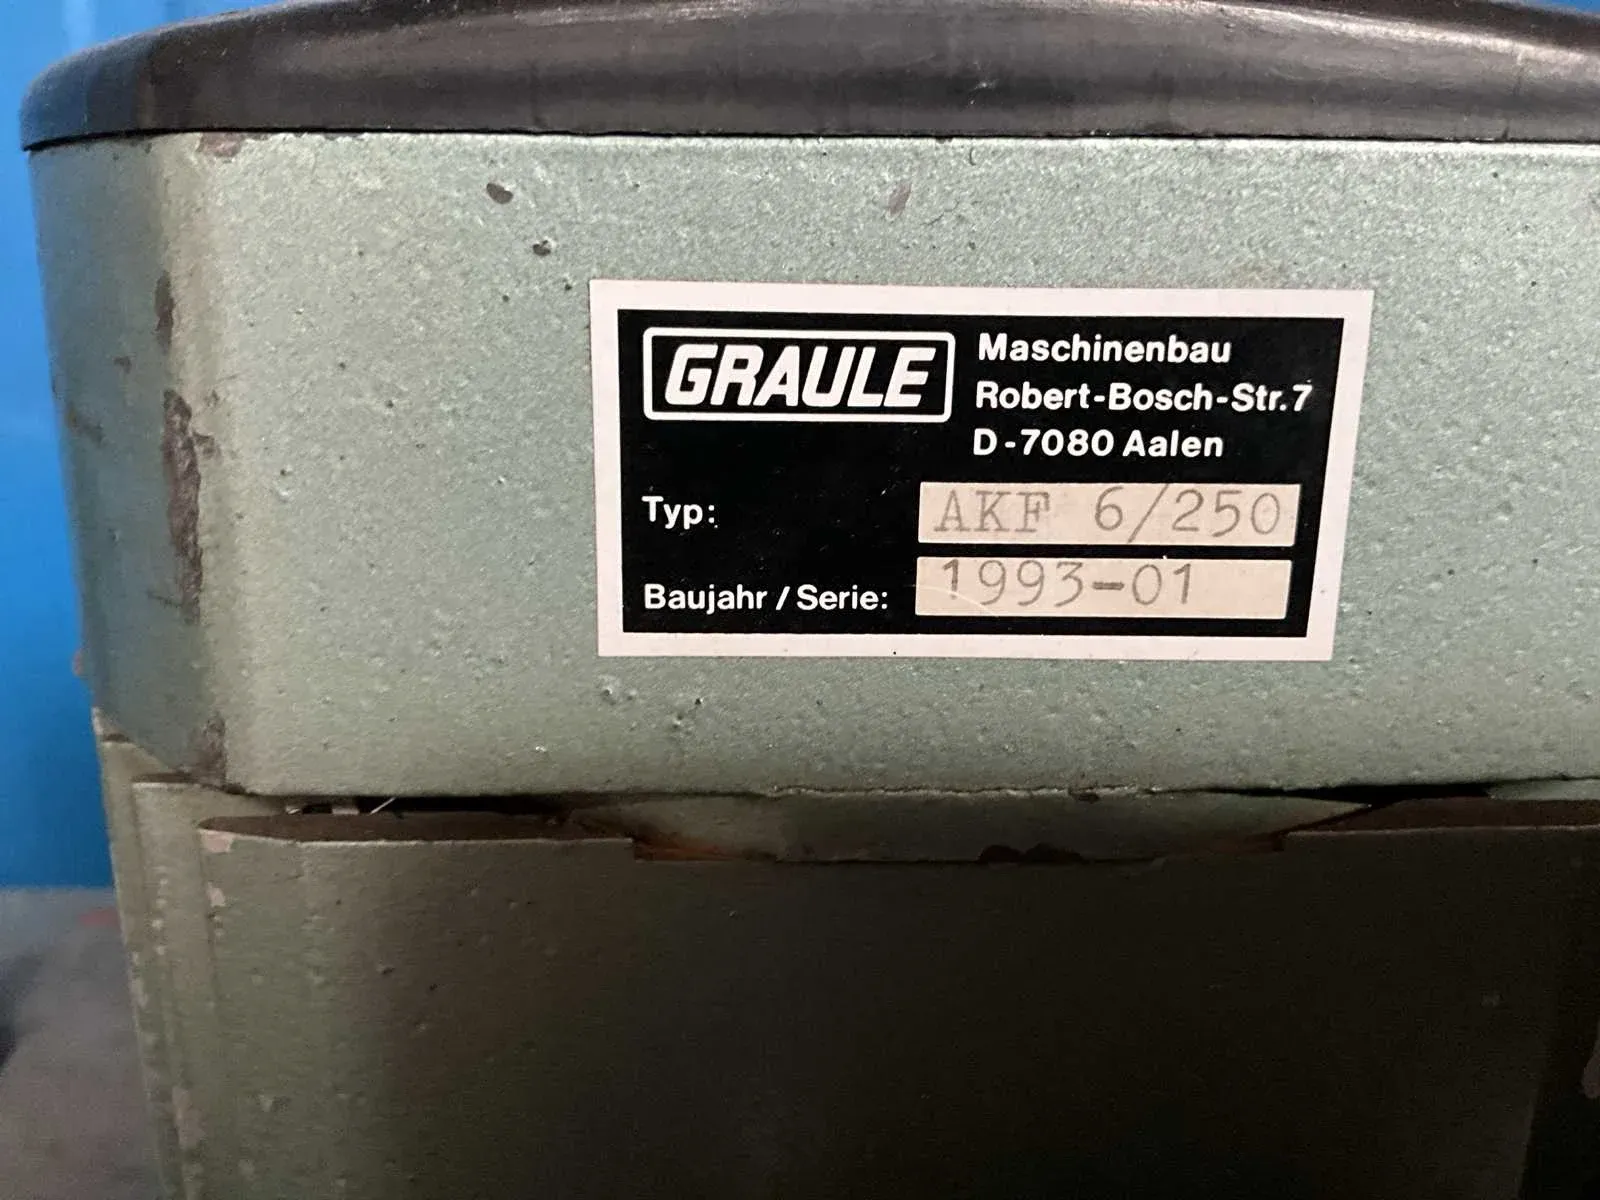 GRAULE
Maschinenbau
Robert-Bosch-Str.7
D-7080 Aalen
Typ: AKF 6/250
Baujahr / Serie: 1993-01